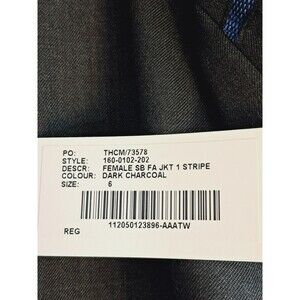 PO: THCM/73578
STYLE: 160-0102-202
DESCR: FEMALE SB FA JKT 1 STRIPE
COLOUR: DARK CHARCOAL
SIZE: 6
112050123896-AAATW
REG